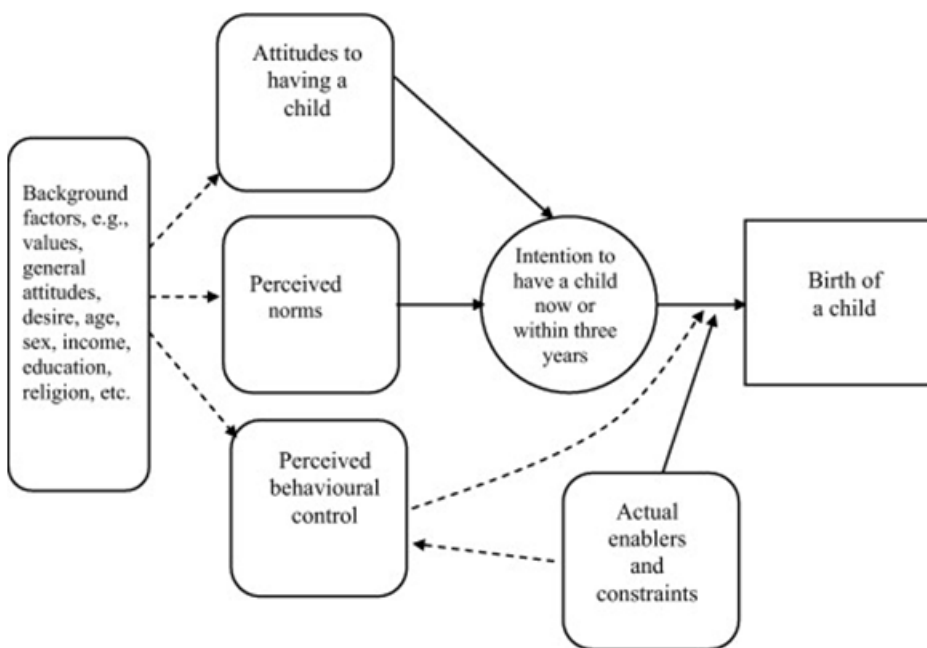 Attitudes to
having a
child
Background
factors, e.g.,
values,
general
attitudes,
desire, age,
sex, income,
education,
religion, etc.
Perceived
norms
Intention to
have a child
now or
within three
years
Birth of
a child
Perceived
behavioural
control
Actual
enablers
and
constraints